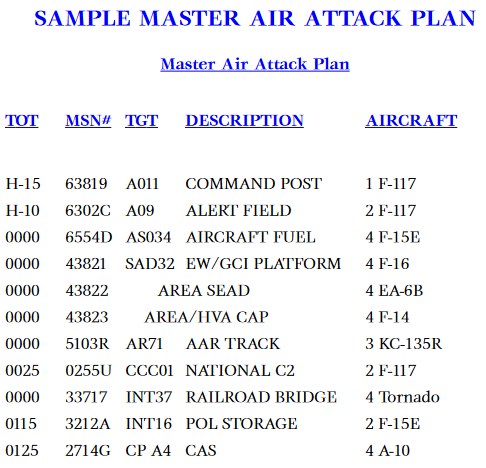 SAMPLE MASTER AIR ATTACK PLAN
Master Air Attack Plan
TOT MSN# TGT DESCRIPTION AIRCRAFT
H-15 63819 A011 COMMAND POST 1 F-117
H-10 6302C A09 ALERT FIELD 2 F-117
0000 6554D AS034 AIRCRAFT FUEL 4 F-15E
0000 43821 SAD32 EW/GCI PLATFORM 4 F-16
0000 43822 AREA SEAD 4 EA-6B
0000 43823 AREA/HVA CAP 4 F-14
0000 5103R AR71 AAR TRACK 3 KC-135R
0025 0255U CCC01 NATIONAL C2 2 F-117
0000 33717 INT37 RAILROAD BRIDGE 4 Tornado
0115 3212A INT16 POL STORAGE 2 F-15E
0125 2714G CP A4 CAS 4 A-10